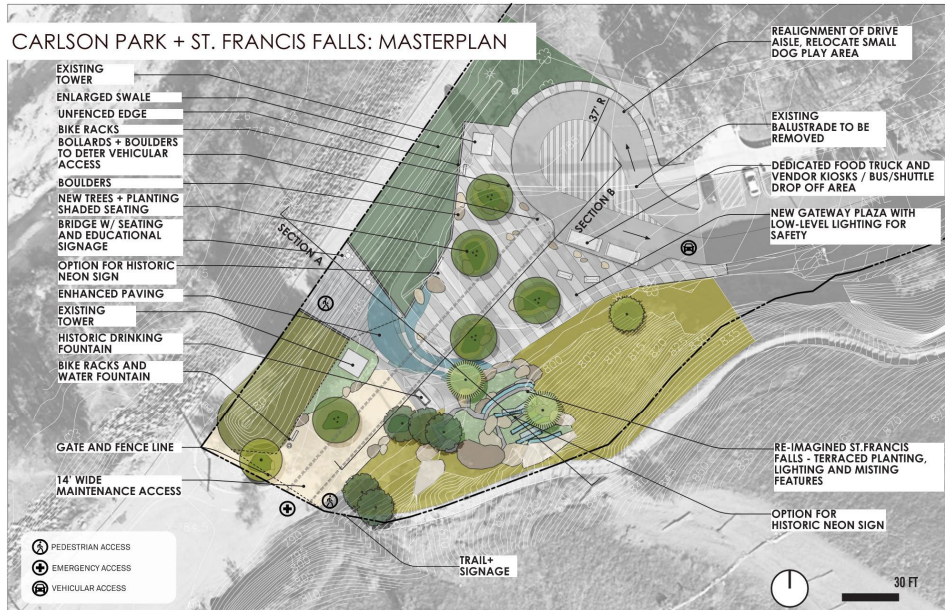 CARLSON PARK + ST. FRANCIS FALLS: MASTERPLAN
EXISTING
TOWER
ENLARGED SWALE
UNFENCED EDGE
BIKE RACKS
BOLLARDS + BOULDERS
TO DETER VEHICULAR
ACCESS
BOULDERS
NEW TREES + PLANTING
SHADED SEATING
BRIDGE W/ SEATING
AND EDUCATIONAL
SIGNAGE
OPTION FOR HISTORIC
NEON SIGN
ENHANCED PAVING
EXISTING
TOWER
HISTORIC DRINKING
FOUNTAIN
BIKE RACKS AND
WATER FOUNTAIN
GATE AND FENCE LINE
14' WIDE
MAINTENANCE ACCESS
SECTION A
SECTION B
37' R
REALIGNMENT OF DRIVE
AISLE, RELOCATE SMALL
DOG PLAY AREA
EXISTING
BALUSTRADE TO BE
REMOVED
DEDICATED FOOD TRUCK AND
VENDOR KIOSKS / BUS/SHUTTLE
DROP OFF AREA
NEW GATEWAY PLAZA WITH
LOW-LEVEL LIGHTING FOR
SAFETY
RE-IMAGINED ST.FRANCIS
FALLS - TERRACED PLANTING,
LIGHTING AND MISTING
FEATURES
OPTION FOR
HISTORIC NEON SIGN
TRAIL+
SIGNAGE
PEDESTRIAN ACCESS
EMERGENCY ACCESS
VEHICULAR ACCESS
30 FT